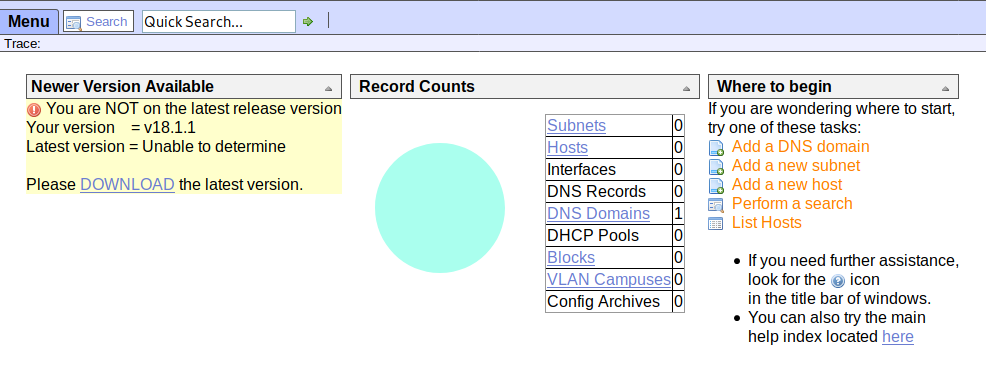 Menu Search Quick Search...
Trace:
Newer Version Available
You are NOT on the latest release version
Your version = v18.1.1
Latest version = Unable to determine
Please DOWNLOAD the latest version.
Record Counts
Subnets 0
Hosts 0
Interfaces 0
DNS Records 0
DNS Domains 1
DHCP Pools 0
Blocks 0
VLAN Campuses 0
Config Archives 0
Where to begin
If you are wondering where to start,
try one of these tasks:
Add a DNS domain
Add a new subnet
Add a new host
Perform a search
List Hosts
• If you need further assistance,
look for the ? icon
in the title bar of windows.
• You can also try the main
help index located here